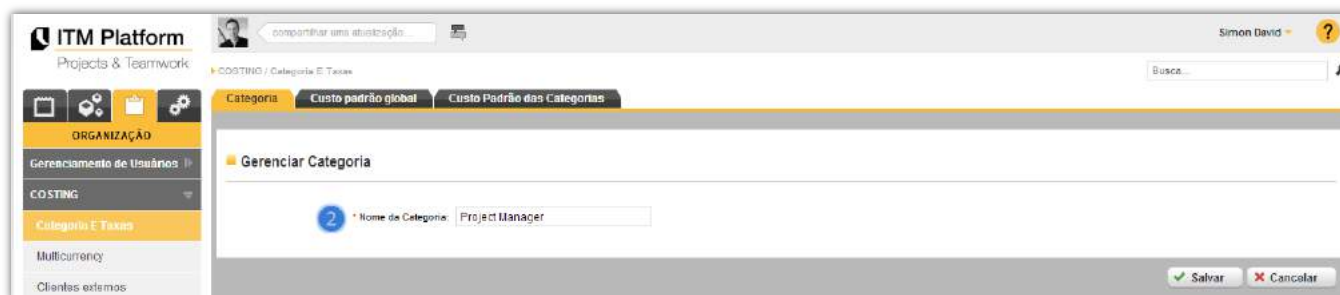 ITM Platform
Projects & Teamwork
compartilhar uma atualização...
Simon David
?
COSTING / Categoria E Taxas
Busca...
Categoria
Custo padrão global
Custo Padrão das Categorias
ORGANIZAÇÃO
Gerenciamento de Usuários
COSTING
Categoria E Taxas
Multicurrency
Clientes externos
Gerenciar Categoria
2
* Nome da Categoria:
Project Manager
Salvar
Cancelar